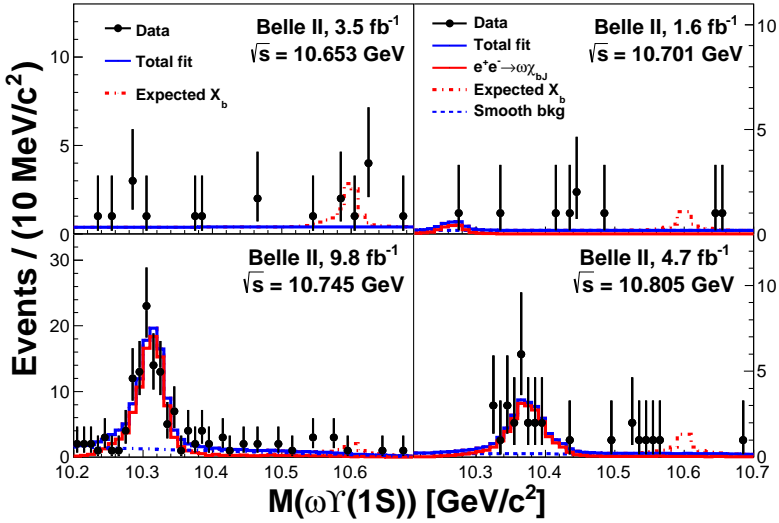 Events / (10 MeV/c²)
Belle II, 3.5 fb⁻¹
√s = 10.653 GeV
Data
Total fit
Expected X_b
0
5
10
Belle II, 1.6 fb⁻¹
√s = 10.701 GeV
Data
Total fit
e⁺e⁻→ωχ_bJ
Expected X_b
Smooth bkg
0
5
10
Belle II, 9.8 fb⁻¹
√s = 10.745 GeV
0
10
20
30
Belle II, 4.7 fb⁻¹
√s = 10.805 GeV
0
5
10
10.2 10.3 10.4 10.5 10.6 10.3 10.4 10.5 10.6 10.7
M(ωϒ(1S)) [GeV/c²]